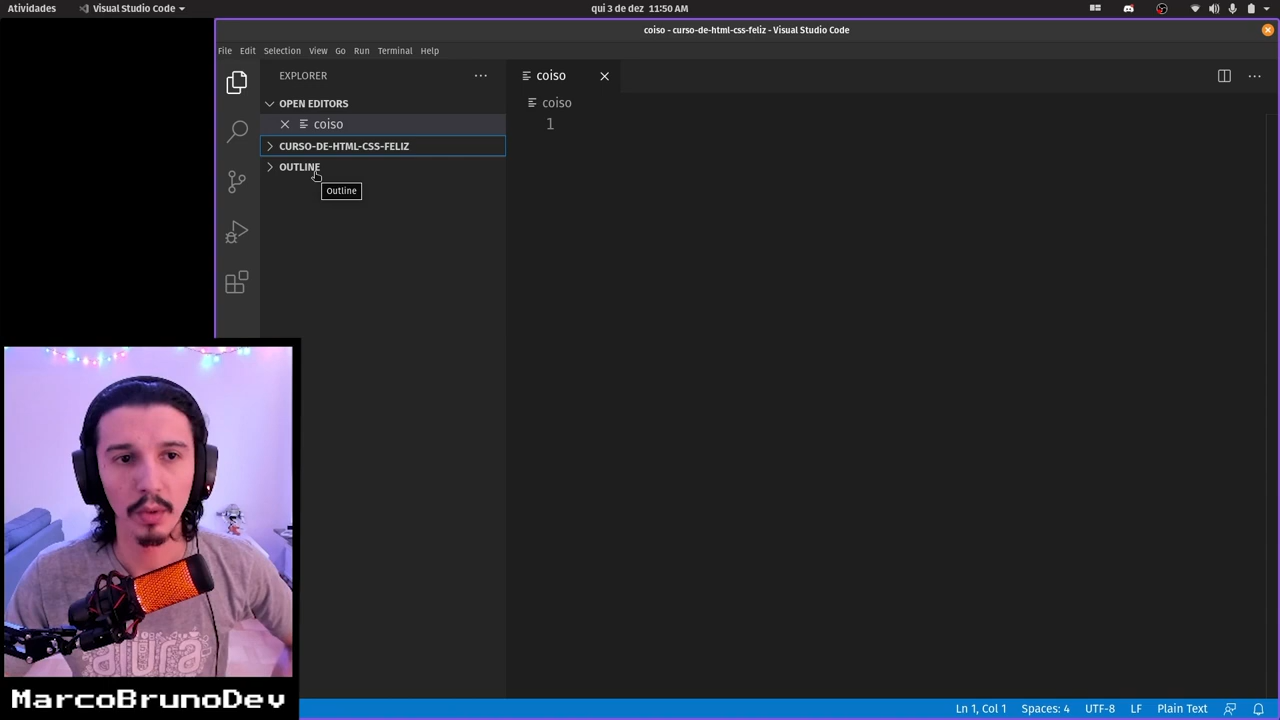 Atividades
Visual Studio Code
qui 3 de dez 11:50 AM
coiso - curso-de-html-css-feliz - Visual Studio Code
File Edit Selection View Go Run Terminal Help
EXPLORER
coiso
OPEN EDITORS
coiso
coiso
1
CURSO-DE-HTML-CSS-FELIZ
OUTLINE
Outline
alura
MarcoBrunoDev
Ln 1, Col 1 Spaces: 4 UTF-8 LF Plain Text